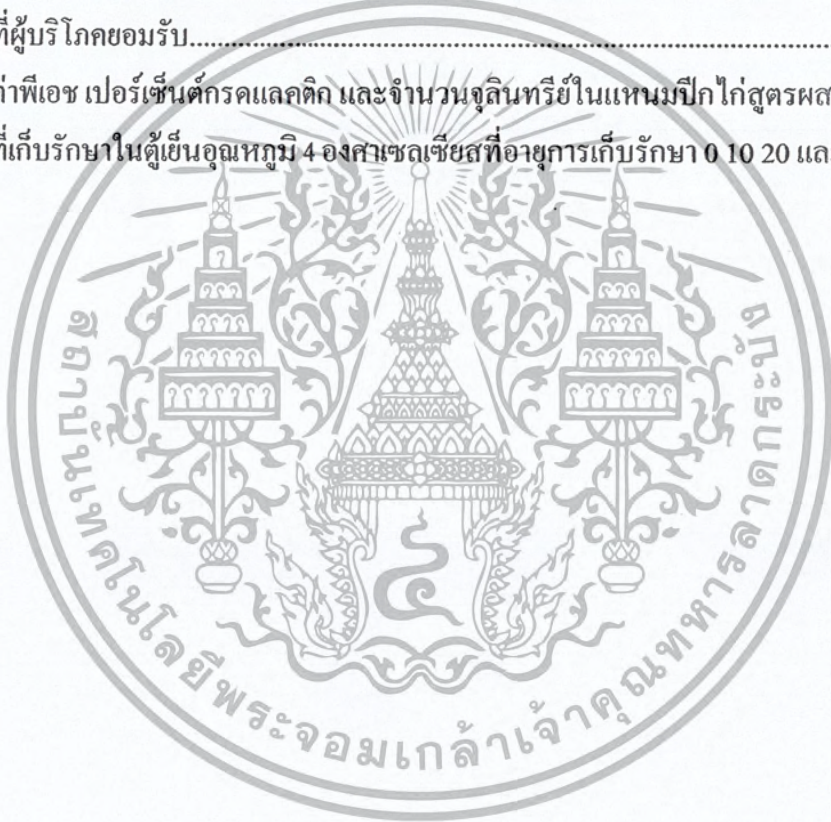 ที่ผู้บริโภคยอมรับ................................................................................................
ค่าพีเอช เปอร์เซ็นต์กรดแลคติก และจำนวนจุลินทรีย์ในแหนมปีกไก่สูตรผส
ที่เก็บรักษาในตู้เย็นอุณหภูมิ 4 องศาเซลเซียสที่อายุการเก็บรักษา 0 10 20 และ
๕
สถาบันเทคโนโลยีพระจอมเกล้าเจ้าคุณทหารลาดกระบัง